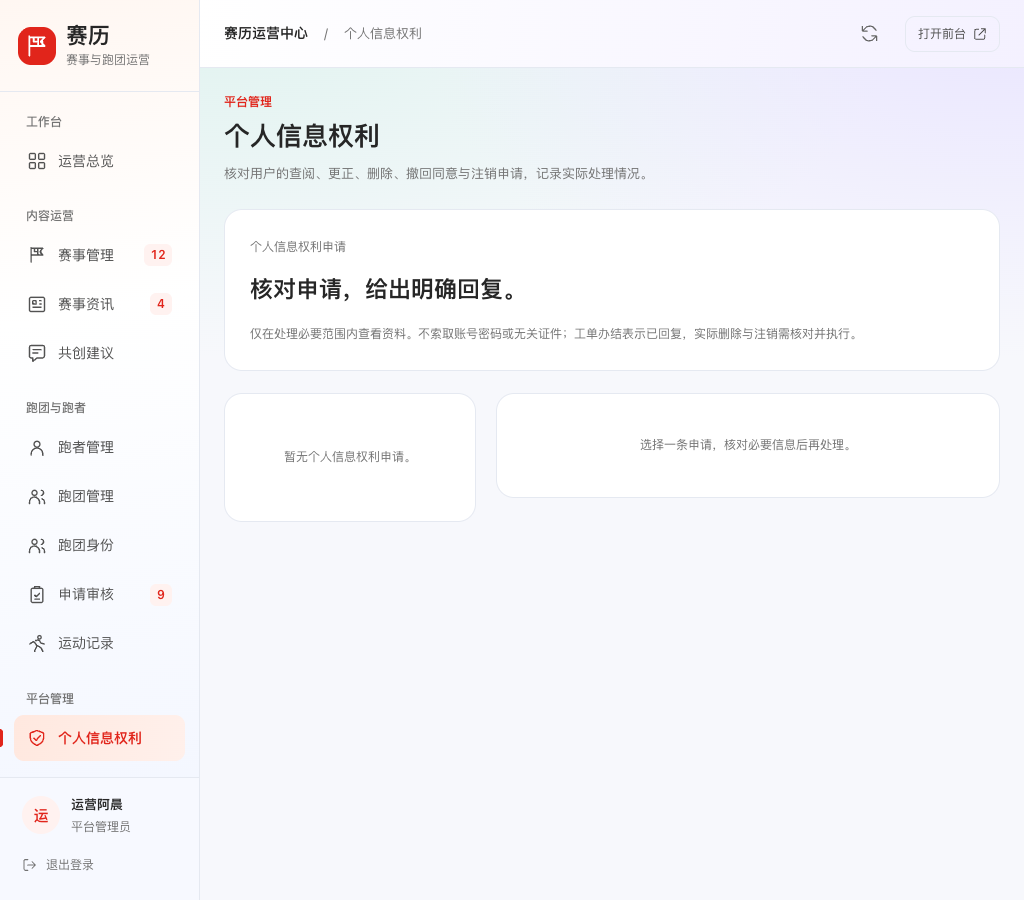 赛历
赛事与跑团运营
工作台
运营总览
内容运营
赛事管理 12
赛事资讯 4
共创建议
跑团与跑者
跑者管理
跑团管理
跑团身份
申请审核 9
运动记录
平台管理
个人信息权利
运
运营阿晨
平台管理员
退出登录
赛历运营中心 / 个人信息权利
打开前台
平台管理
个人信息权利
核对用户的查阅、更正、删除、撤回同意与注销申请，记录实际处理情况。
个人信息权利申请
核对申请，给出明确回复。
仅在处理必要范围内查看资料。不索取账号密码或无关证件；工单办结表示已回复，实际删除与注销需核对并执行。
暂无个人信息权利申请。
选择一条申请，核对必要信息后再处理。